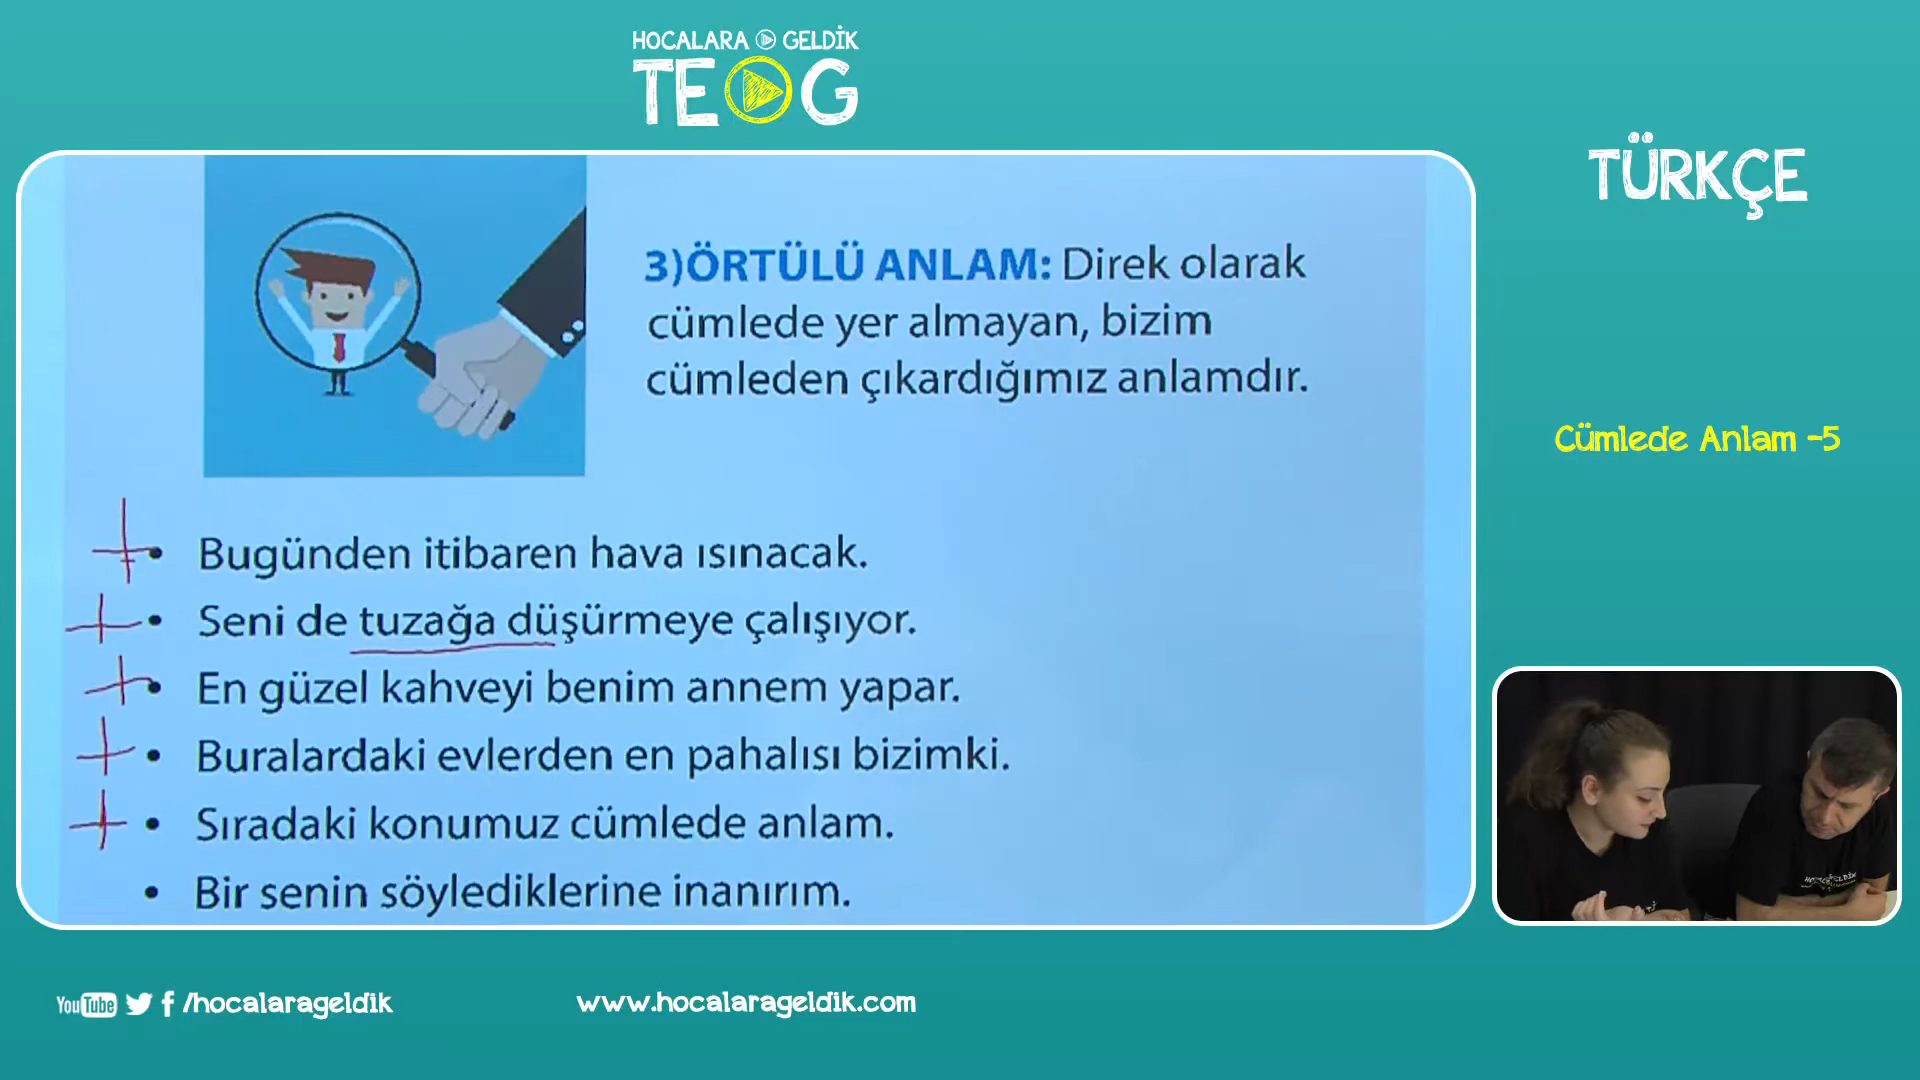 HOCALARA GELDİK
TEOG
TÜRKÇE
3)ÖRTÜLÜ ANLAM: Direk olarak
cümlede yer almayan, bizim
cümleden çıkardığımız anlamdır.
Cümlede Anlam -5
• Bugünden itibaren hava ısınacak.
• Seni de tuzağa düşürmeye çalışıyor.
• En güzel kahveyi benim annem yapar.
• Buralardaki evlerden en pahalısı bizimki.
• Sıradaki konumuz cümlede anlam.
• Bir senin söylediklerine inanırım.
YouTube /hocalarageldik
www.hocalarageldik.com